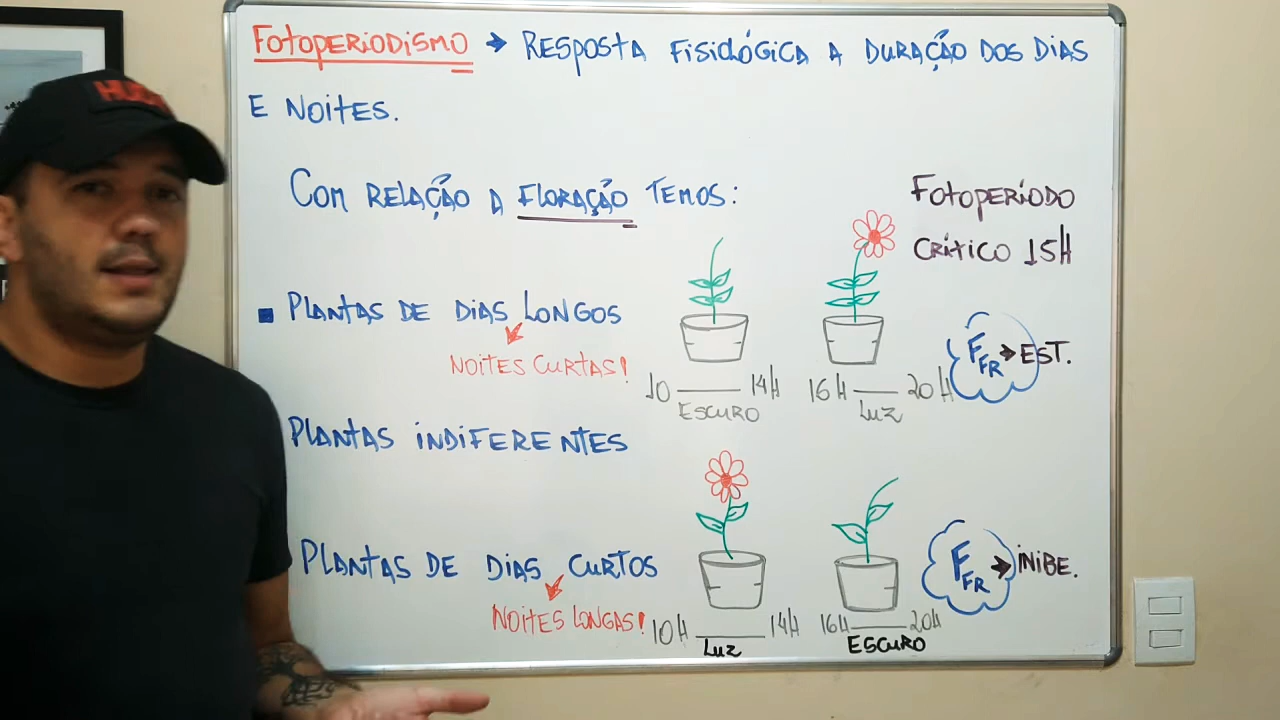 FOTOPERIODISMO → RESPOSTA FISIOLÓGICA A DURAÇÃO DOS DIAS
E NOITES.
COM RELAÇÃO A FLORAÇÃO TEMOS:
FOTOPERÍODO
CRÍTICO 15H
PLANTAS DE DIAS LONGOS
NOITES CURTAS!
10 ── 14H
ESCURO
16H ── 20H
LUZ
FFR → EST.
PLANTAS INDIFERENTES
PLANTAS DE DIAS CURTOS
NOITES LONGAS!
10H ── 14H
LUZ
16H ── 20H
ESCURO
FFR → INIBE.